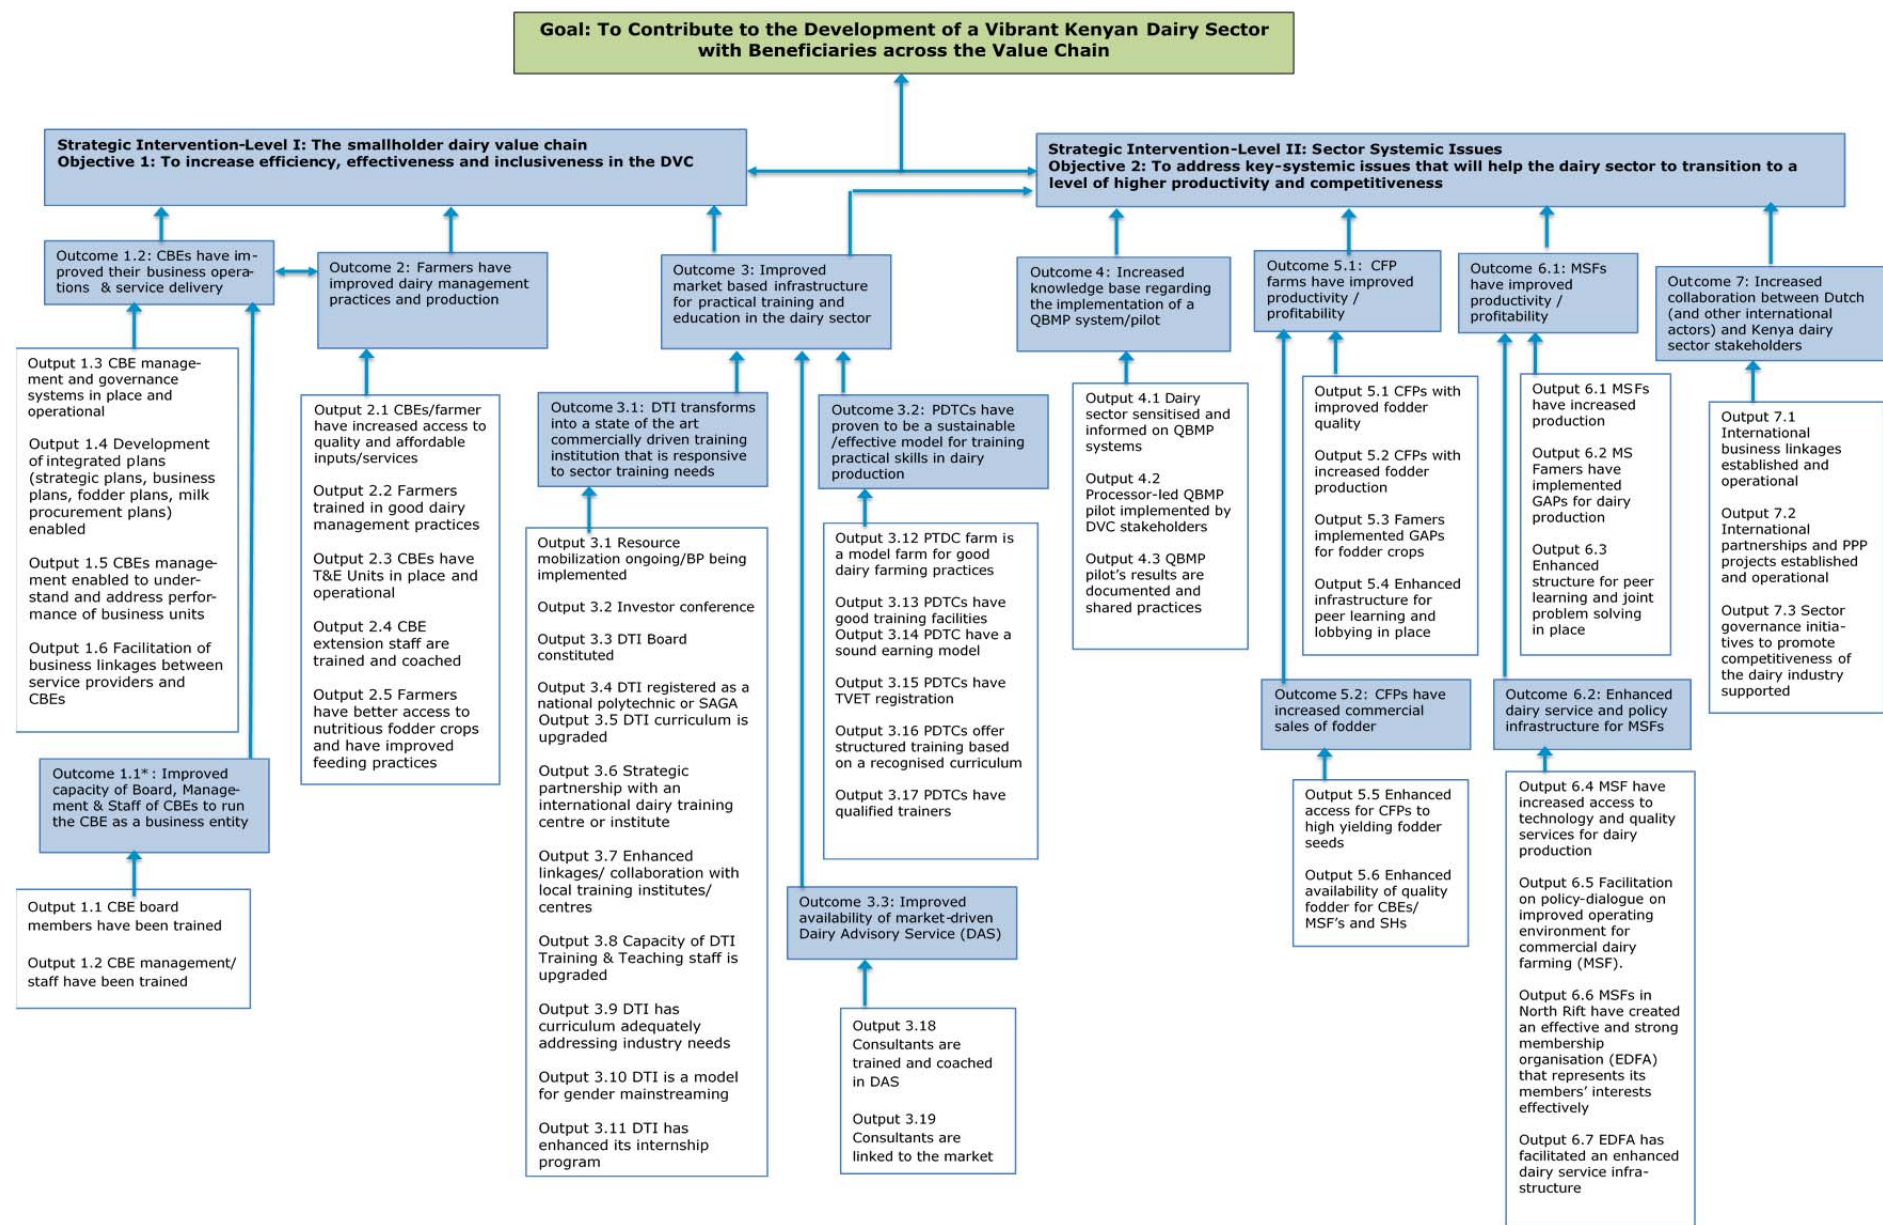 Goal: To Contribute to the Development of a Vibrant Kenyan Dairy Sector
with Beneficiaries across the Value Chain
Strategic Intervention-Level I: The smallholder dairy value chain
Objective 1: To increase efficiency, effectiveness and inclusiveness in the DVC
Strategic Intervention-Level II: Sector Systemic Issues
Objective 2: To address key-systemic issues that will help the dairy sector to transition to a
level of higher productivity and competitiveness
Outcome 1.2: CBEs have im-
proved their business opera-
tions & service delivery
Outcome 2: Farmers have
improved dairy management
practices and production
Outcome 3: Improved
market based infrastructure
for practical training and
education in the dairy sector
Outcome 4: Increased
knowledge base regarding
the implementation of a
QBMP system/pilot
Outcome 5.1: CFP
farms have improved
productivity /
profitability
Outcome 6.1: MSFs
have improved
productivity /
profitability
Outcome 7: Increased
collaboration between Dutch
(and other international
actors) and Kenya dairy
sector stakeholders
Output 1.3 CBE manage-
ment and governance
systems in place and
operational
Output 1.4 Development
of integrated plans
(strategic plans, business
plans, fodder plans, milk
procurement plans)
enabled
Output 1.5 CBEs manage-
ment enabled to under-
stand and address perfor-
mance of business units
Output 1.6 Facilitation of
business linkages between
service providers and
CBEs
Outcome 1.1* : Improved
capacity of Board, Manage-
ment & Staff of CBEs to run
the CBE as a business entity
Output 1.1 CBE board
members have been trained
Output 1.2 CBE management/
staff have been trained
Output 2.1 CBEs/farmer
have increased access to
quality and affordable
inputs/services
Output 2.2 Farmers
trained in good dairy
management practices
Output 2.3 CBEs have
T&E Units in place and
operational
Output 2.4 CBE
extension staff are
trained and coached
Output 2.5 Farmers
have better access to
nutritious fodder crops
and have improved
feeding practices
Outcome 3.1: DTI transforms
into a state of the art
commercially driven training
institution that is responsive
to sector training needs
Output 3.1 Resource
mobilization ongoing/BP being
implemented
Output 3.2 Investor conference
Output 3.3 DTI Board
constituted
Output 3.4 DTI registered as a
national polytechnic or SAGA
Output 3.5 DTI curriculum is
upgraded
Output 3.6 Strategic
partnership with an
international dairy training
centre or institute
Output 3.7 Enhanced
linkages/ collaboration with
local training institutes/
centres
Output 3.8 Capacity of DTI
Training & Teaching staff is
upgraded
Output 3.9 DTI has
curriculum adequately
addressing industry needs
Output 3.10 DTI is a model
for gender mainstreaming
Output 3.11 DTI has
enhanced its internship
program
Outcome 3.2: PDTCs have
proven to be a sustainable
/effective model for training
practical skills in dairy
production
Output 3.12 PTDC farm is
a model farm for good
dairy farming practices
Output 3.13 PDTCs have
good training facilities
Output 3.14 PDTC have a
sound earning model
Output 3.15 PDTCs have
TVET registration
Output 3.16 PDTCs offer
structured training based
on a recognised curriculum
Output 3.17 PDTCs have
qualified trainers
Outcome 3.3: Improved
availability of market-driven
Dairy Advisory Service (DAS)
Output 3.18
Consultants are
trained and coached
in DAS
Output 3.19
Consultants are
linked to the market
Output 4.1 Dairy
sector sensitised and
informed on QBMP
systems
Output 4.2
Processor-led QBMP
pilot implemented by
DVC stakeholders
Output 4.3 QBMP
pilot's results are
documented and
shared practices
Output 5.1 CFPs with
improved fodder
quality
Output 5.2 CFPs with
increased fodder
production
Output 5.3 Famers
implemented GAPs
for fodder crops
Output 5.4 Enhanced
infrastructure for
peer learning and
lobbying in place
Outcome 5.2: CFPs have
increased commercial
sales of fodder
Output 5.5 Enhanced
access for CFPs to
high yielding fodder
seeds
Output 5.6 Enhanced
availability of quality
fodder for CBEs/
MSF's and SHs
Output 6.1 MSFs
have increased
production
Output 6.2 MS
Famers have
implemented
GAPs for dairy
production
Output 6.3
Enhanced
structure for peer
learning and joint
problem solving
in place
Outcome 6.2: Enhanced
dairy service and policy
infrastructure for MSFs
Output 6.4 MSF have
increased access to
technology and quality
services for dairy
production
Output 6.5 Facilitation
on policy-dialogue on
improved operating
environment for
commercial dairy
farming (MSF).
Output 6.6 MSFs in
North Rift have created
an effective and strong
membership
organisation (EDFA)
that represents its
members' interests
effectively
Output 6.7 EDFA has
facilitated an enhanced
dairy service infra-
structure
Output 7.1
International
business linkages
established and
operational
Output 7.2
International
partnerships and PPP
projects established
and operational
Output 7.3 Sector
governance initia-
tives to promote
competitiveness of
the dairy industry
supported